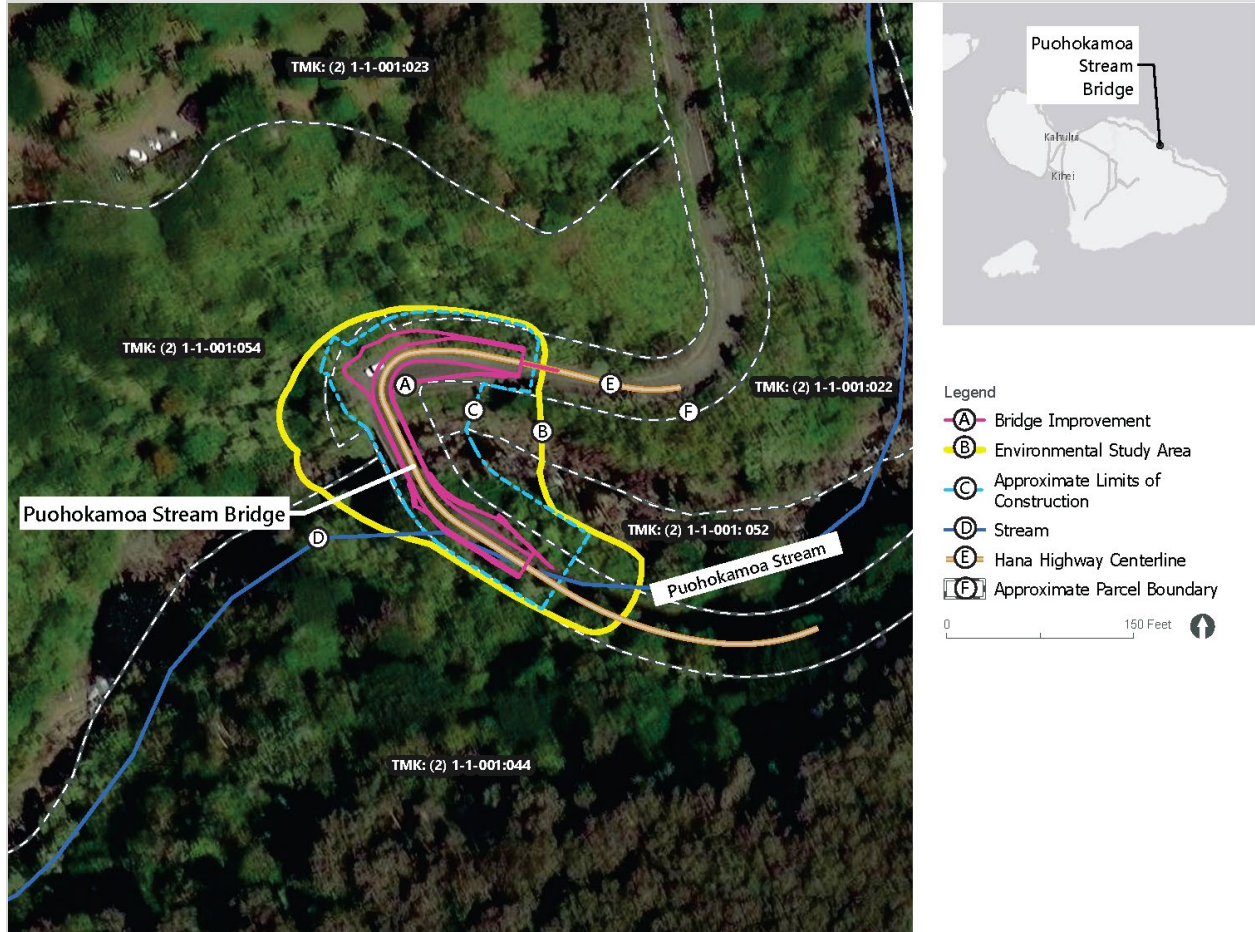 TMK: (2) 1-1-001:023
TMK: (2) 1-1-001:054
TMK: (2) 1-1-001:022
A
E
F
C
B
Puohokamoa Stream Bridge
D
TMK: (2) 1-1-001: 052
Puohokamoa Stream
TMK: (2) 1-1-001:044
Puohokamoa
Stream
Bridge
Kahului
Kihei
Legend
A Bridge Improvement
B Environmental Study Area
C Approximate Limits of
Construction
D Stream
E Hana Highway Centerline
F Approximate Parcel Boundary
0 150 Feet